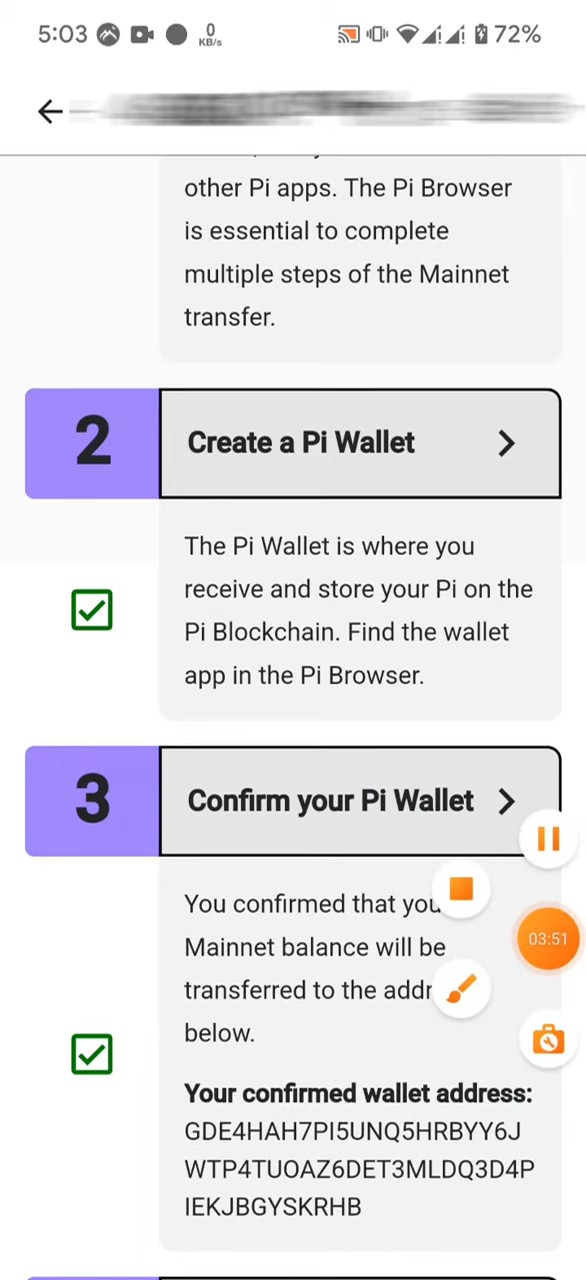 5:03
0
KB/s
72%
other Pi apps. The Pi Browser
is essential to complete
multiple steps of the Mainnet
transfer.
2
Create a Pi Wallet
The Pi Wallet is where you
receive and store your Pi on the
Pi Blockchain. Find the wallet
app in the Pi Browser.
3
Confirm your Pi Wallet
You confirmed that you
Mainnet balance will be
03:51
transferred to the addr
below.
Your confirmed wallet address:
GDE4HAH7PI5UNQ5HRBYY6J
WTP4TUOAZ6DET3MLDQ3D4P
IEKJBGYSKRHB